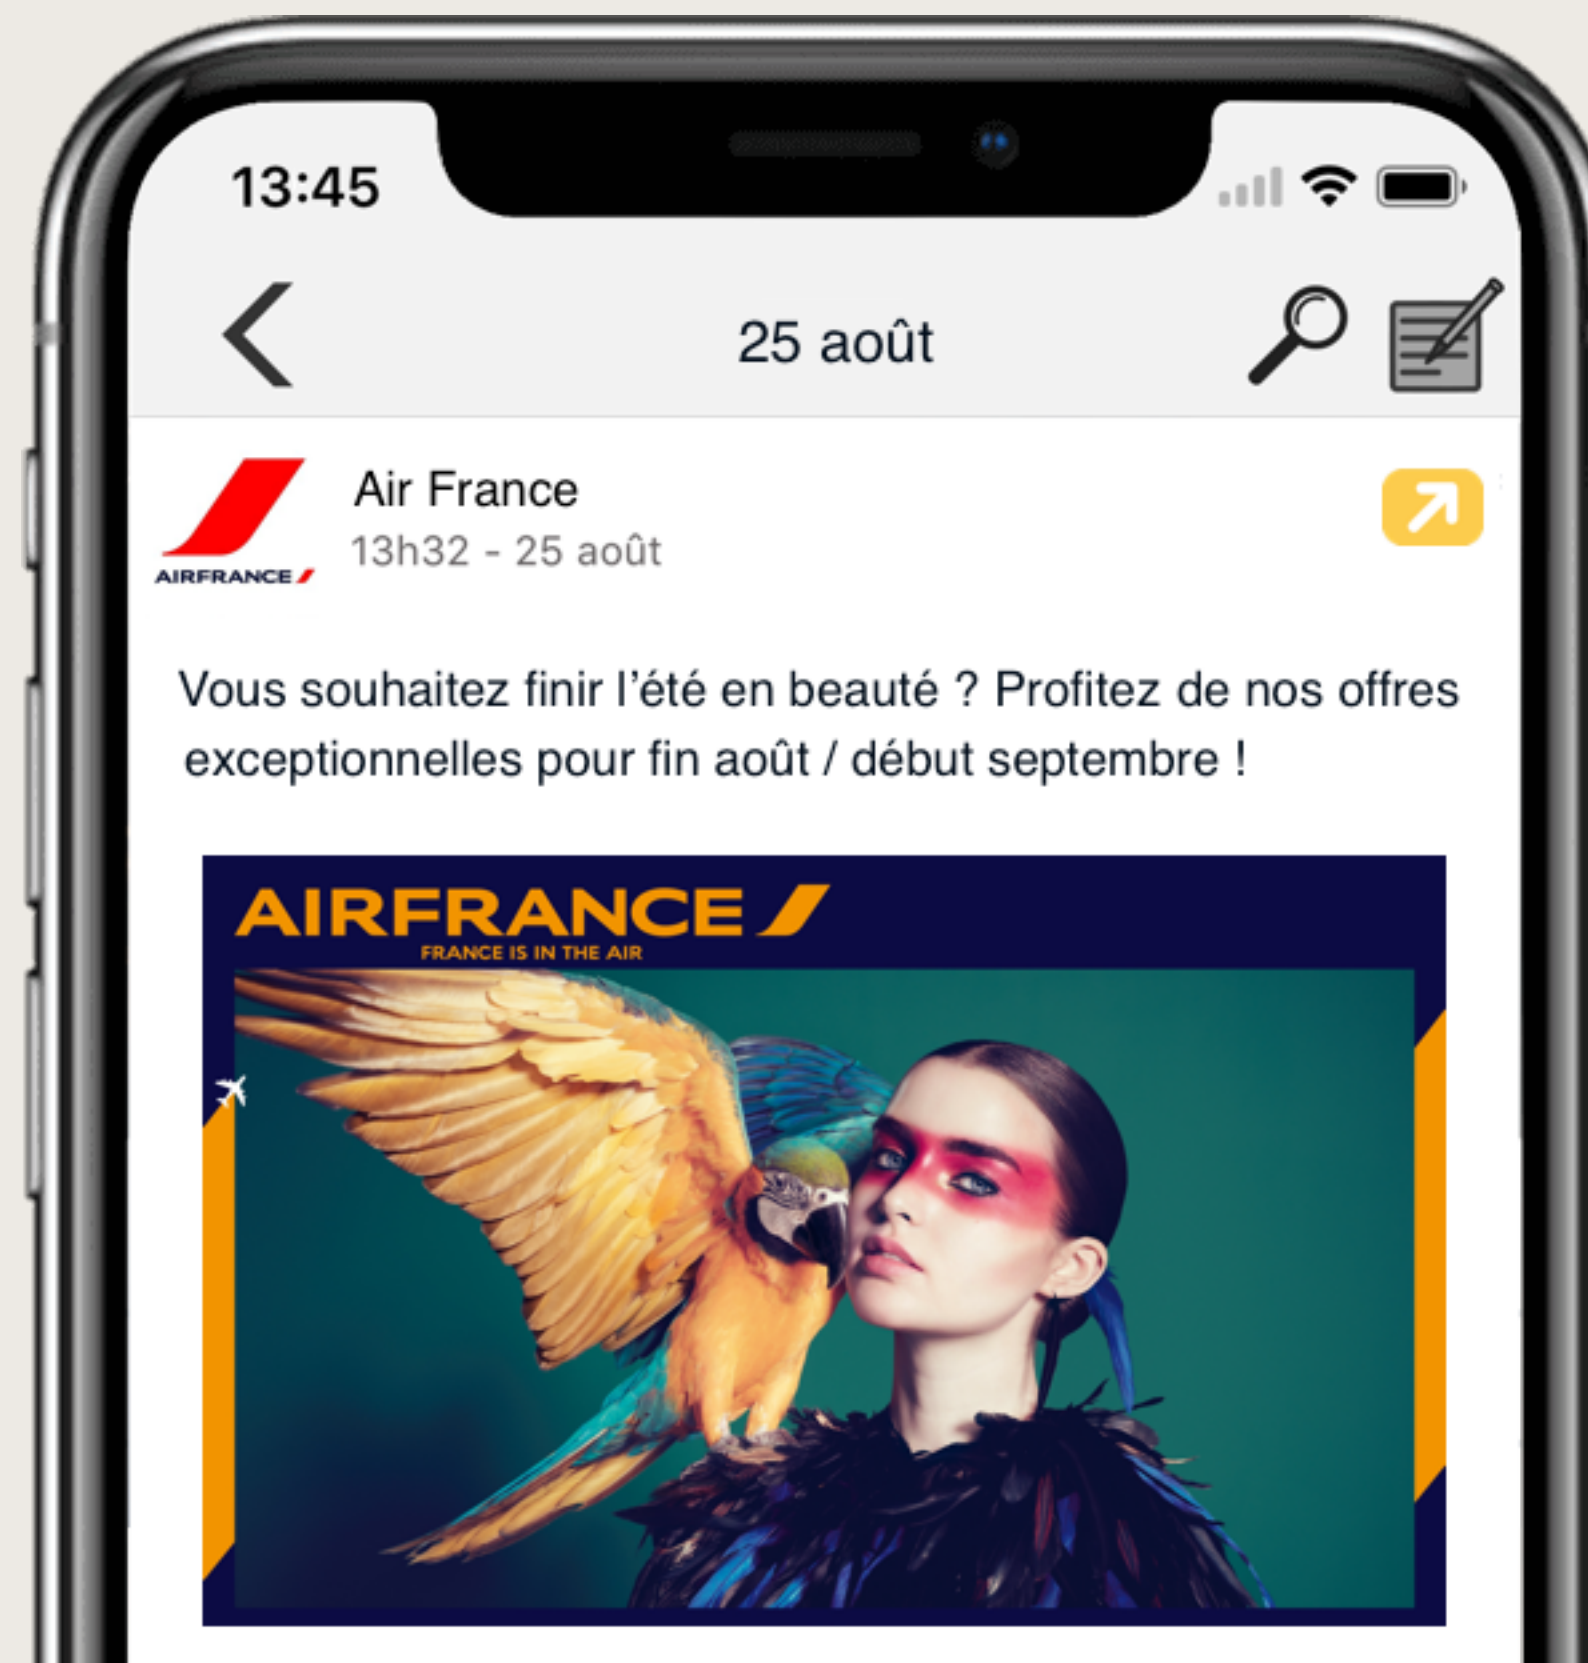 13:45
25 août
Air France
13h32 - 25 août
AIRFRANCE
Vous souhaitez finir l’été en beauté ? Profitez de nos offres
exceptionnelles pour fin août / début septembre !
AIRFRANCE
FRANCE IS IN THE AIR